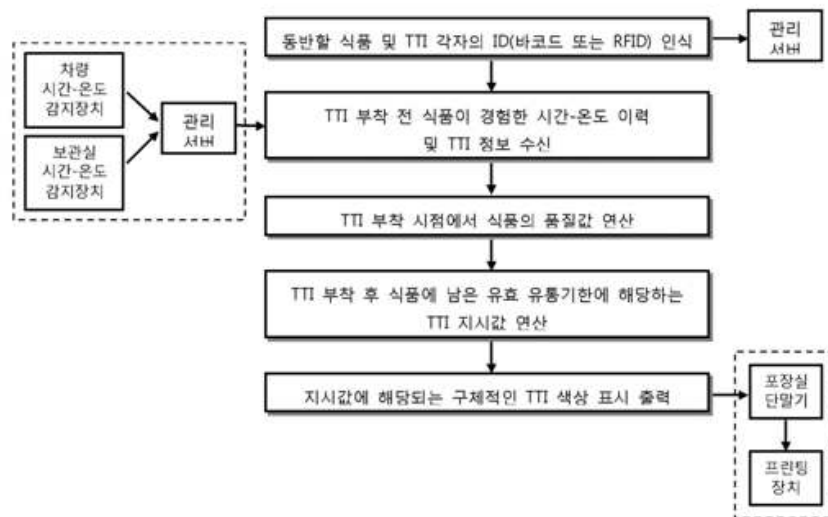 동반할 식품 및 TTI 각자의 ID(바코드 또는 RFID) 인식
관리
서버
차량
시간-온도
감지장치
보관실
시간-온도
감지장치
관리
서버
TTI 부착 전 식품이 경험한 시간-온도 이력
및 TTI 정보 수신
TTI 부착 시점에서 식품의 품질값 연산
TTI 부착 후 식품에 남은 유효 유통기한에 해당하는
TTI 지시값 연산
지시값에 해당되는 구체적인 TTI 색상 표시 출력
포장실
단말기
프린팅
장치